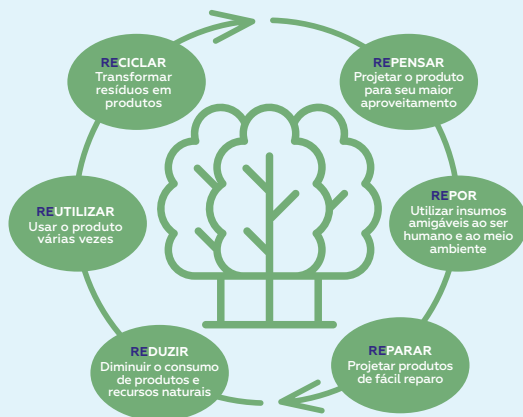 RECICLAR
Transformar
resíduos em
produtos
REPENSAR
Projetar o produto
para seu maior
aproveitamento
REUTILIZAR
Usar o produto
várias vezes
REPOR
Utilizar insumos
amigáveis ao ser
humano e ao meio
ambiente
REDUZIR
Diminuir o consumo
de produtos e
recursos naturais
REPARAR
Projetar produtos
de fácil reparo